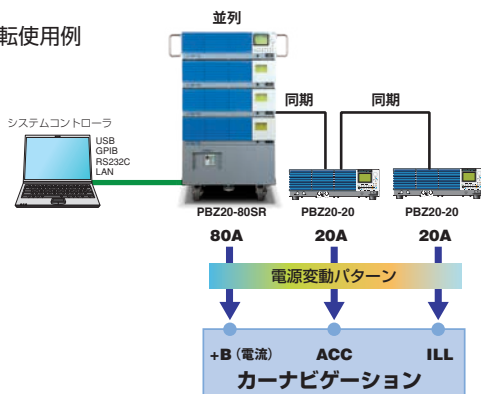 転使用例
並列
同期
同期
システムコントローラ
USB
GPIB
RS232C
LAN
PBZ20-80SR
PBZ20-20
PBZ20-20
80A
20A
20A
電源変動パターン
+B（電流）
ACC
ILL
カーナビゲーション